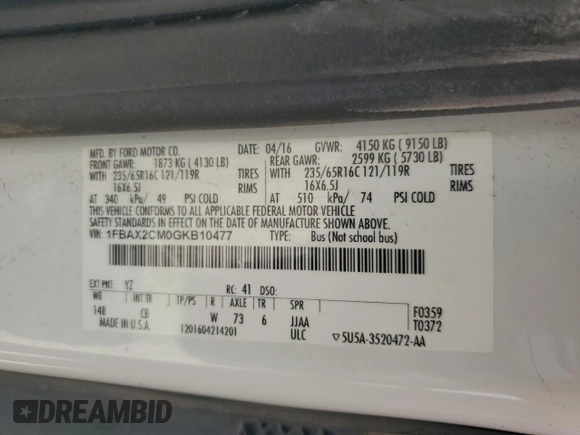 MFD. BY FORD MOTOR CO. DATE: 04/16 GVWR: 4150 KG ( 9150 LB)
FRONT GAWR: 1873 KG ( 4130 LB) REAR GAWR: 2599 KG ( 5730 LB)
WITH 235/65R16C 121/119R TIRES WITH 235/65R16C 121/119R TIRES
16X6.5J RIMS 16X6.5J RIMS
AT 340 kPa/ 49 PSI COLD AT 510 kPa/ 74 PSI COLD
THIS VEHICLE CONFORMS TO ALL APPLICABLE FEDERAL MOTOR VEHICLE
SAFETY STANDARDS IN EFFECT ON THE DATE OF MANUFACTURE SHOWN ABOVE.
VIN: 1FBAX2CM0GKB10477 TYPE: Bus (Not school bus)
EXT PNT: YZ RC: 41 DSO:
WB INT TR TP/PS R AXLE TR SPR
148 CB W 73 6 JJAA F0359
MADE IN U.S.A. 1201604214201 ULC T0372
▽5U5A-3520472-AA
DREAMBID